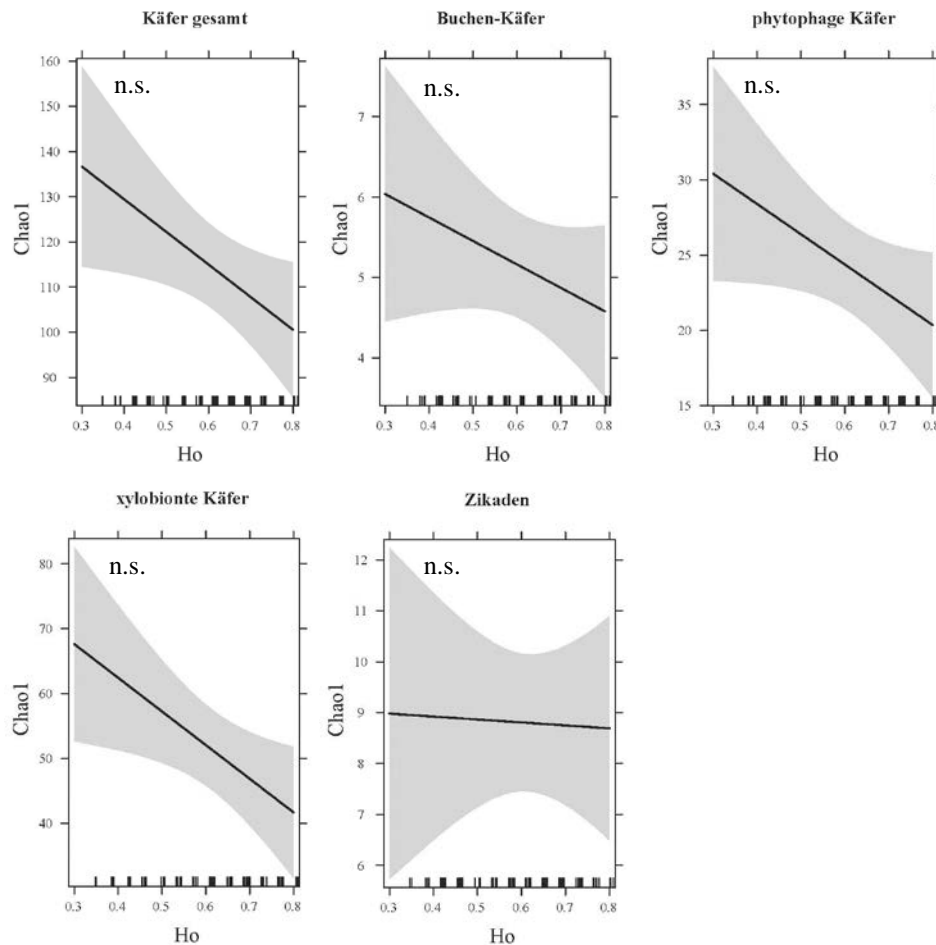 Käfer gesamt
n.s.
Chao1
160
150
140
130
120
110
100
90
0.3 0.4 0.5 0.6 0.7 0.8
Ho
Buchen-Käfer
n.s.
Chao1
7
6
5
4
0.3 0.4 0.5 0.6 0.7 0.8
Ho
phytophage Käfer
n.s.
Chao1
35
30
25
20
15
0.3 0.4 0.5 0.6 0.7 0.8
Ho
xylobionte Käfer
n.s.
Chao1
80
70
60
50
40
0.3 0.4 0.5 0.6 0.7 0.8
Ho
Zikaden
n.s.
Chao1
12
11
10
9
8
7
6
0.3 0.4 0.5 0.6 0.7 0.8
Ho